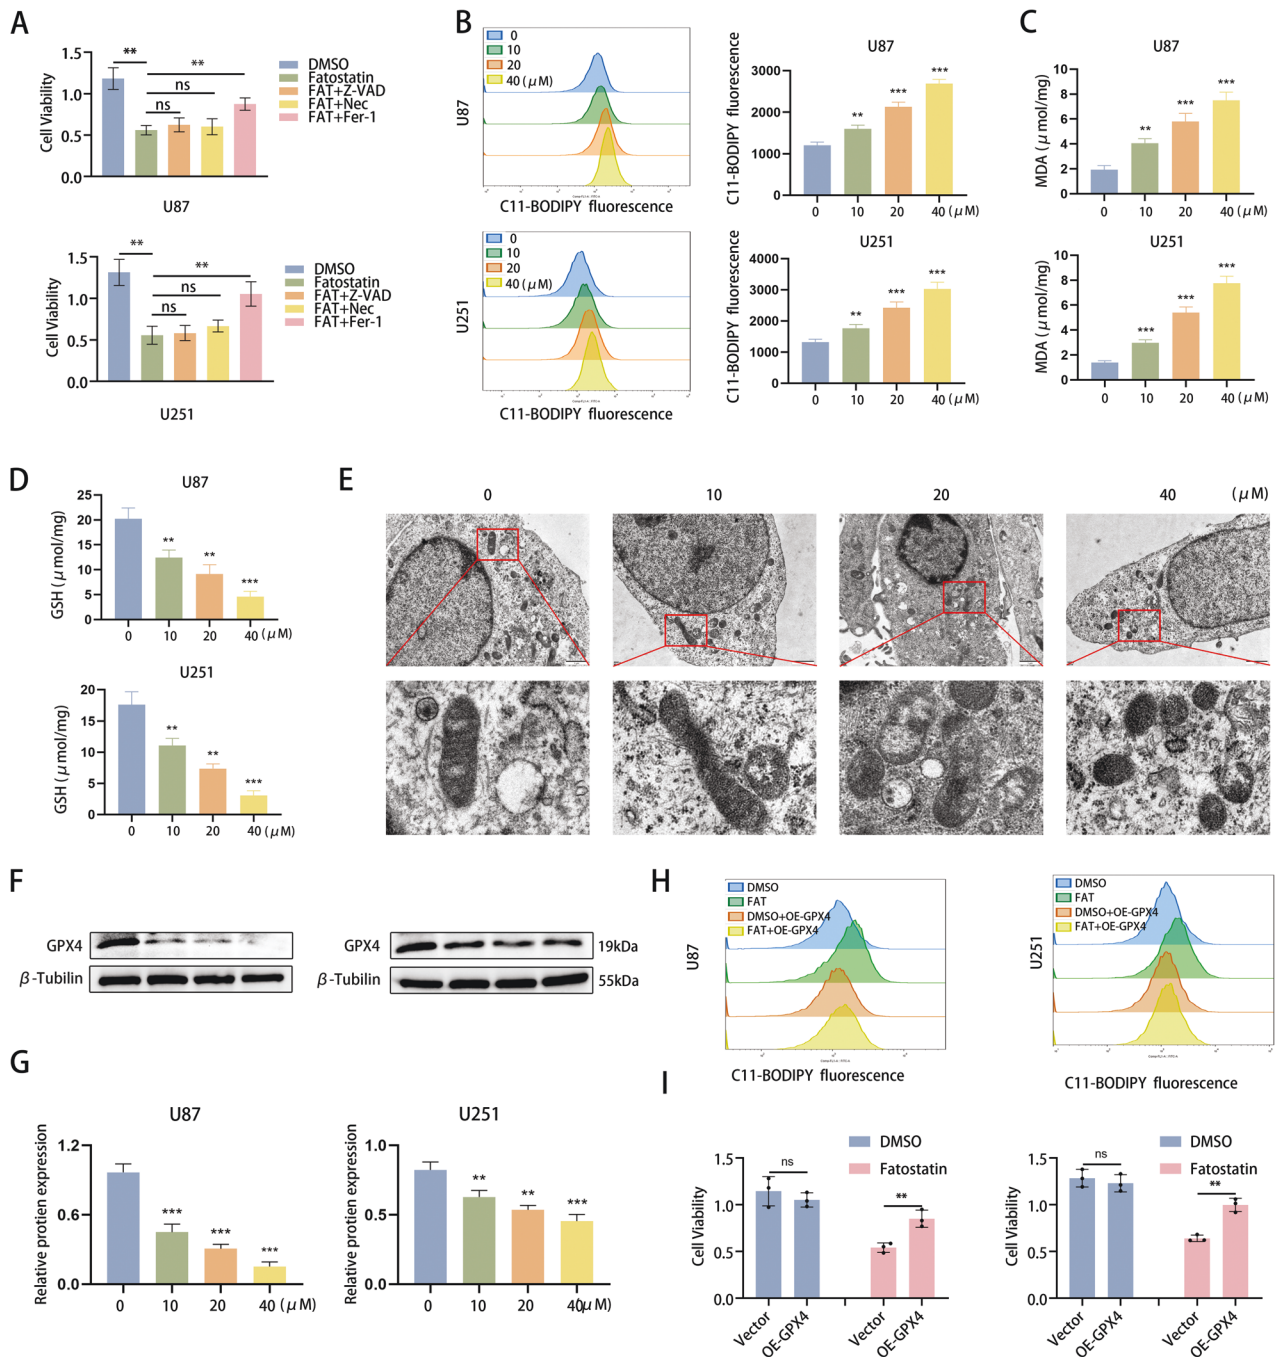 A
1.5
1.0
0.5
0.0
Cell Viability
**
**
ns
ns
DMSO
Fatostatin
FAT+Z-VAD
FAT+Nec
FAT+Fer-1
U87
1.5
1.0
0.5
0.0
Cell Viability
**
**
ns
ns
DMSO
Fatostatin
FAT+Z-VAD
FAT+Nec
FAT+Fer-1
U251
B
0
10
20
40 (μM)
U87
C11-BODIPY fluorescence
0
10
20
40 (μM)
U251
C11-BODIPY fluorescence
U87
C11-BODIPY fluorescence
3000
2000
1000
0
**
***
***
0 10 20 40 (μM)
U251
C11-BODIPY fluorescence
4000
3000
2000
1000
0
**
***
***
0 10 20 40 (μM)
C
U87
MDA (μmol/mg)
10
8
6
4
2
0
**
***
***
0 10 20 40 (μM)
U251
MDA (μmol/mg)
10
8
6
4
2
0
***
***
***
0 10 20 40 (μM)
D
U87
GSH (μmol/mg)
25
20
15
10
5
0
**
**
***
0 10 20 40 (μM)
U251
GSH (μmol/mg)
20
15
10
5
0
**
**
***
0 10 20 40 (μM)
E
0 10 20 40 (μM)
F
GPX4
β-Tubilin
GPX4 19kDa
β-Tubilin 55kDa
G
U87
Relative protien expression
1.2
0.6
0.0
***
***
***
0 10 20 40 (μM)
U251
Relative protien expression
1.0
0.5
0.0
**
**
***
0 10 20 40(μM)
H
DMSO
FAT
DMSO+OE-GPX4
FAT+OE-GPX4
U87
C11-BODIPY fluorescence
DMSO
FAT
DMSO+OE-GPX4
FAT+OE-GPX4
U251
C11-BODIPY fluorescence
I
DMSO
Fatostatin
Cell Viability
1.5
1.0
0.5
0.0
ns
**
Vector OE-GPX4 Vector OE-GPX4
DMSO
Fatostatin
Cell Viability
1.5
1.0
0.5
0.0
ns
**
Vector OE-GPX4 Vector OE-GPX4